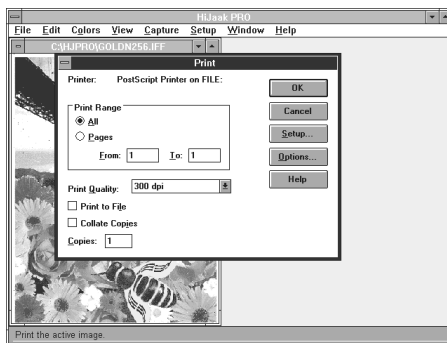 HiJaak PRO
File Edit Colors View Capture Setup Window Help
C:\HJPRO\GOLDN256.IFF
Print
Printer: PostScript Printer on FILE:
OK
Print Range
Cancel
All
Pages
Setup...
From: 1 To: 1
Options...
Print Quality: 300 dpi
Help
Print to File
Collate Copies
Copies: 1
Print the active image.